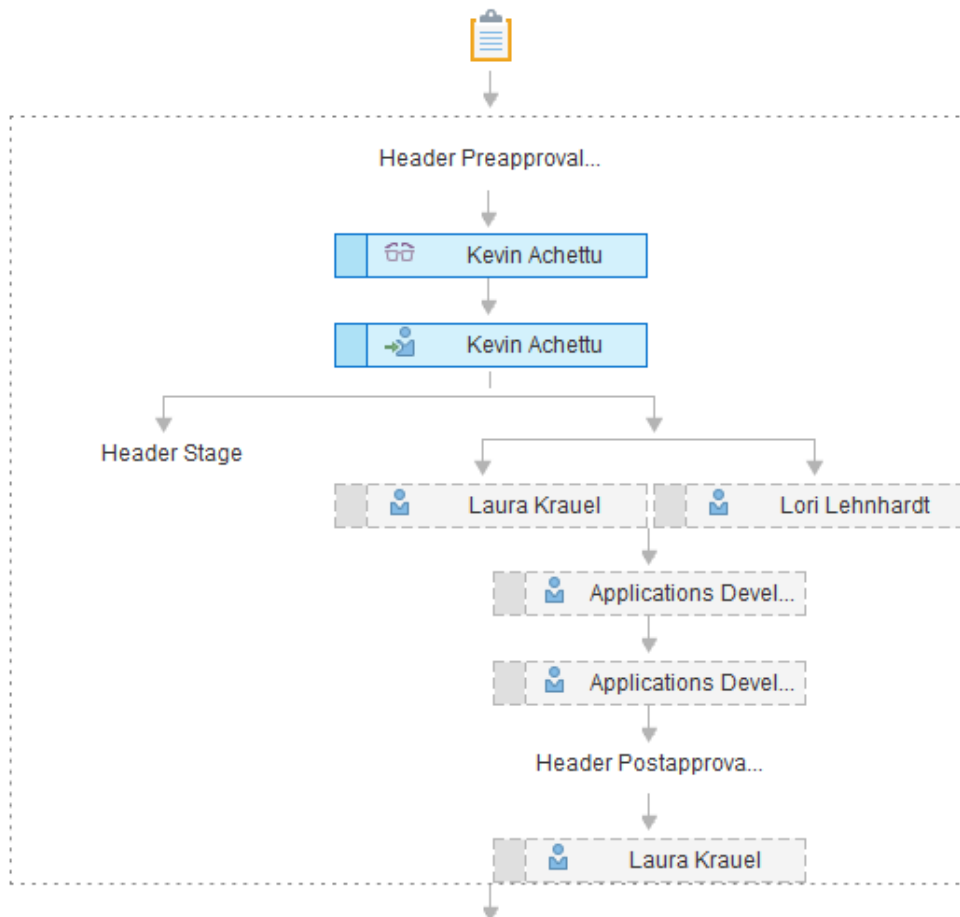 Header Preapproval...
Kevin Achettu
Kevin Achettu
Header Stage
Laura Krauel
Lori Lehnhardt
Applications Devel...
Applications Devel...
Header Postapprova...
Laura Krauel